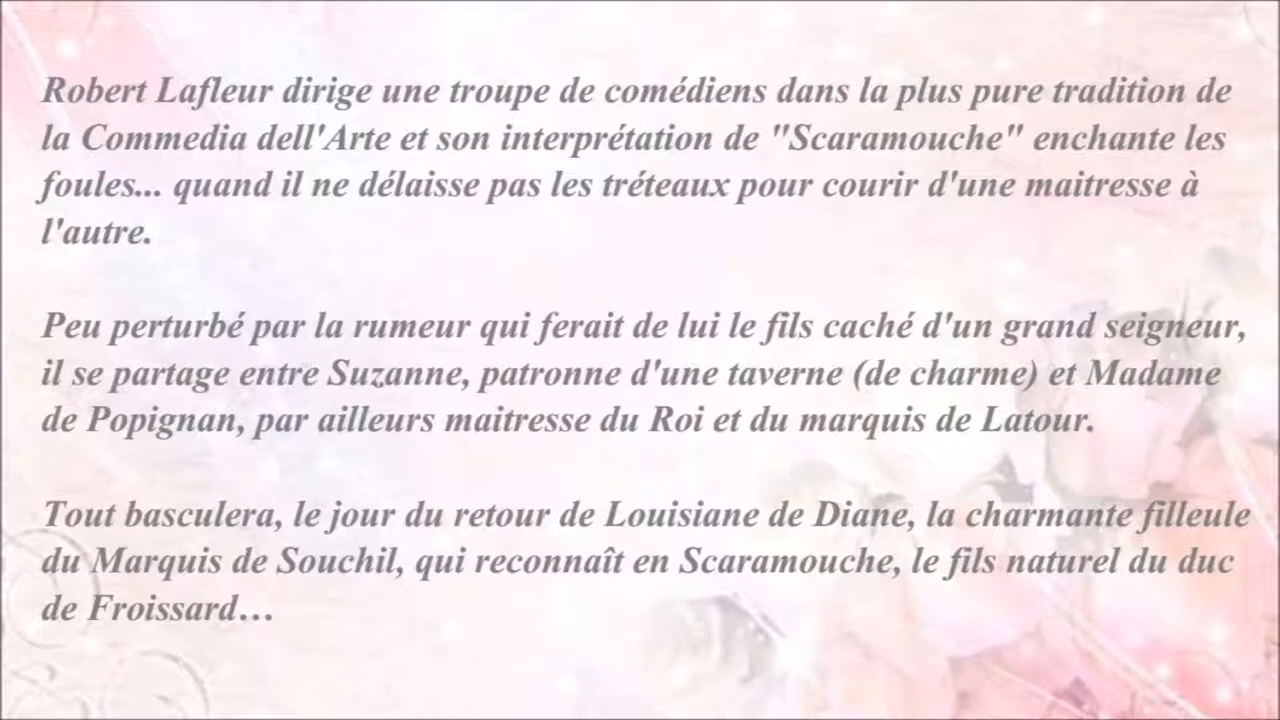 Robert Lafleur dirige une troupe de comédiens dans la plus pure tradition de
la Commedia dell'Arte et son interprétation de "Scaramouche" enchante les
foules... quand il ne délaisse pas les tréteaux pour courir d'une maitresse à
l'autre.
Peu perturbé par la rumeur qui ferait de lui le fils caché d'un grand seigneur,
il se partage entre Suzanne, patronne d'une taverne (de charme) et Madame
de Popignan, par ailleurs maitresse du Roi et du marquis de Latour.
Tout basculera, le jour du retour de Louisiane de Diane, la charmante filleule
du Marquis de Souchil, qui reconnaît en Scaramouche, le fils naturel du duc
de Froissard…